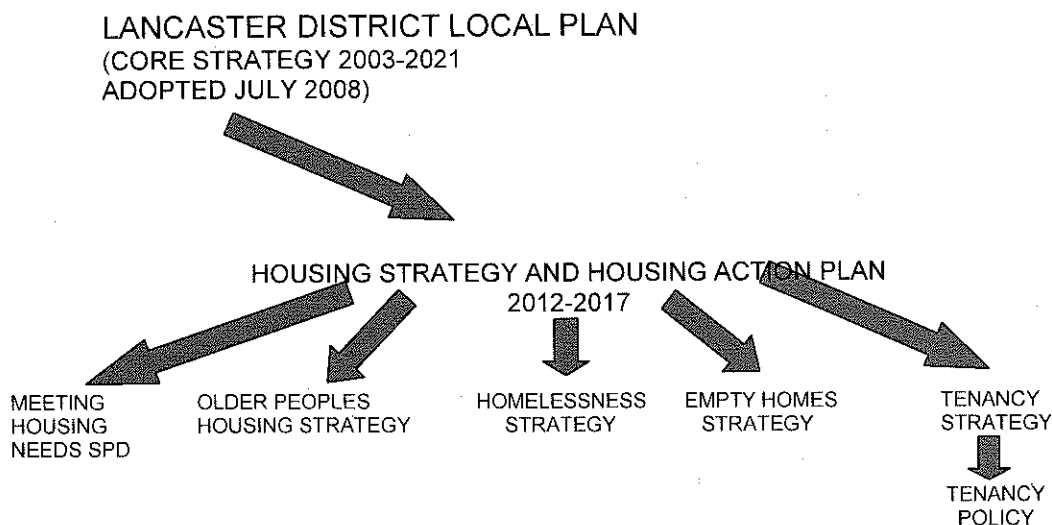 LANCASTER DISTRICT LOCAL PLAN
(CORE STRATEGY 2003-2021
ADOPTED JULY 2008)
HOUSING STRATEGY AND HOUSING ACTION PLAN
2012-2017
MEETING
HOUSING
NEEDS SPD
OLDER PEOPLES
HOUSING STRATEGY
HOMELESSNESS
STRATEGY
EMPTY HOMES
STRATEGY
TENANCY
STRATEGY
TENANCY
POLICY